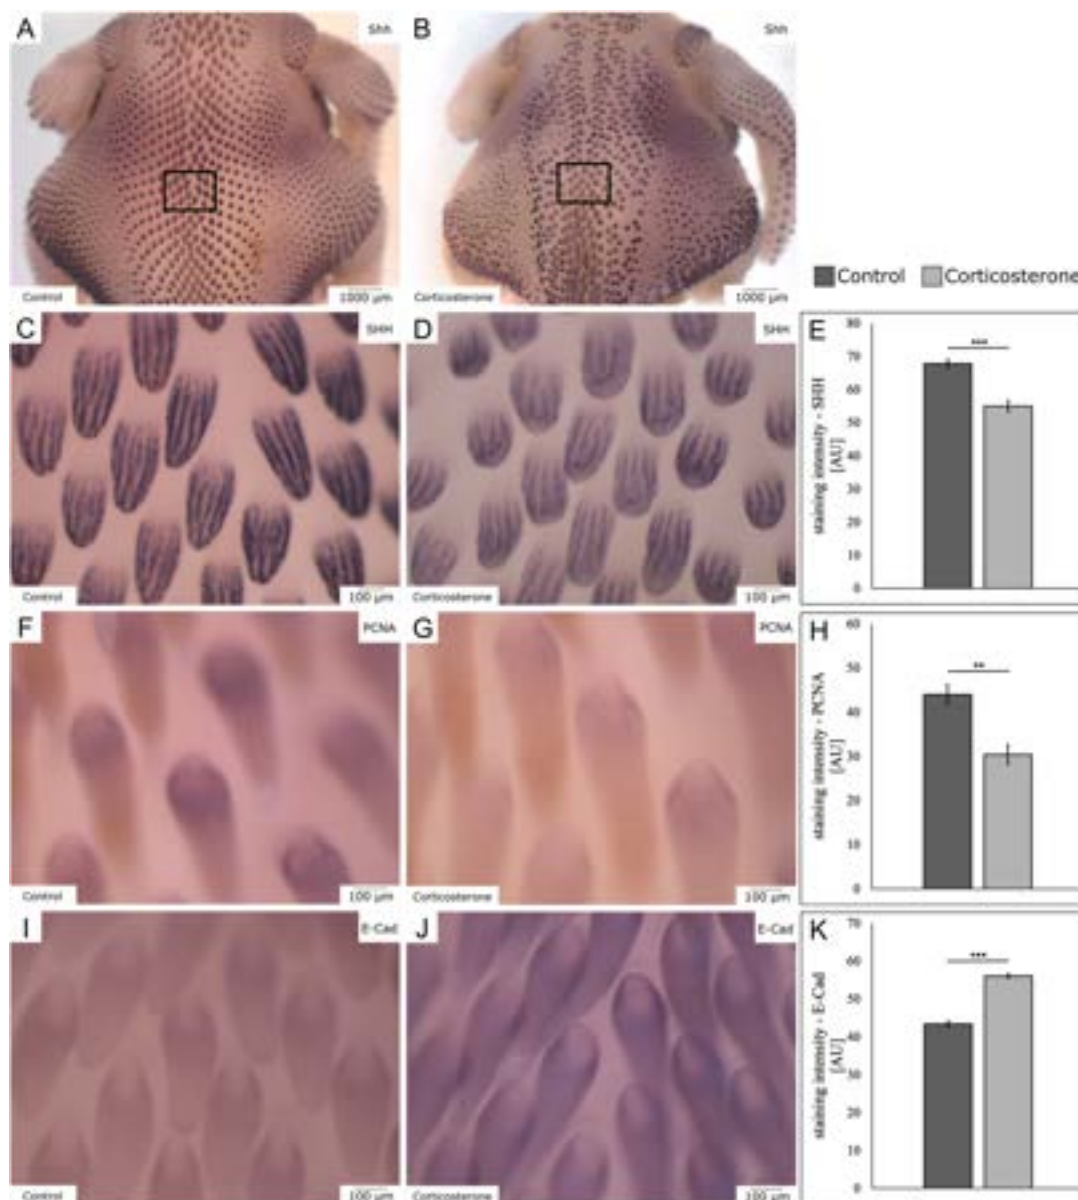 A
Shh
Control
1000 µm
B
Shh
Corticosterone
1000 µm
Control
Corticosterone
C
SHH
Control
100 µm
D
SHH
Corticosterone
100 µm
E
80
70
60
50
40
30
20
10
0
staining intensity - SHH
[AU]
***
F
PCNA
Control
100 µm
G
PCNA
Corticosterone
100 µm
H
60
50
40
30
20
10
0
staining intensity - PCNA
[AU]
**
I
E-Cad
Control
100 µm
J
E-Cad
Corticosterone
100 µm
K
70
60
50
40
30
20
10
0
staining intensity - E-Cad
[AU]
***